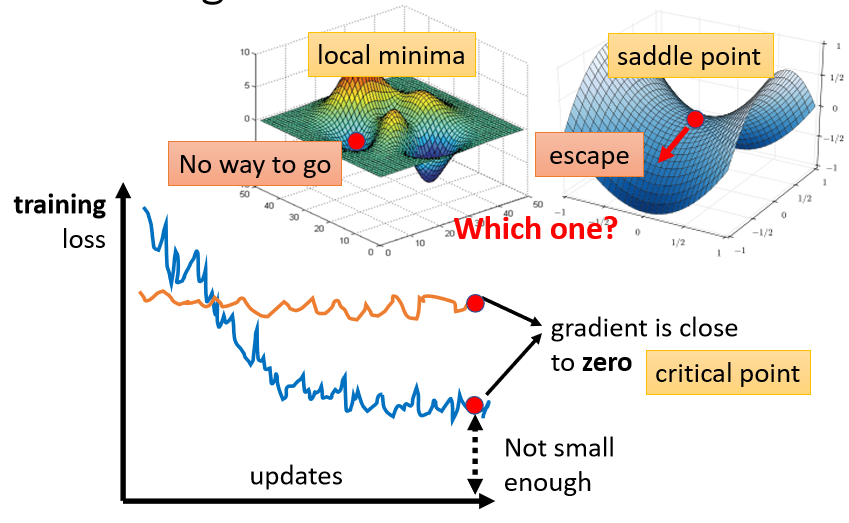 local minima
saddle point
10
5
0
1
1/2
0
-1/2
-1
No way to go
escape
50
40
30
20
10
0
0
10
20
30
40
50
-1
-1/2
0
1/2
1
-1
-1/2
0
1/2
1
Which one?
training
loss
gradient is close
to zero
critical point
Not small
enough
updates